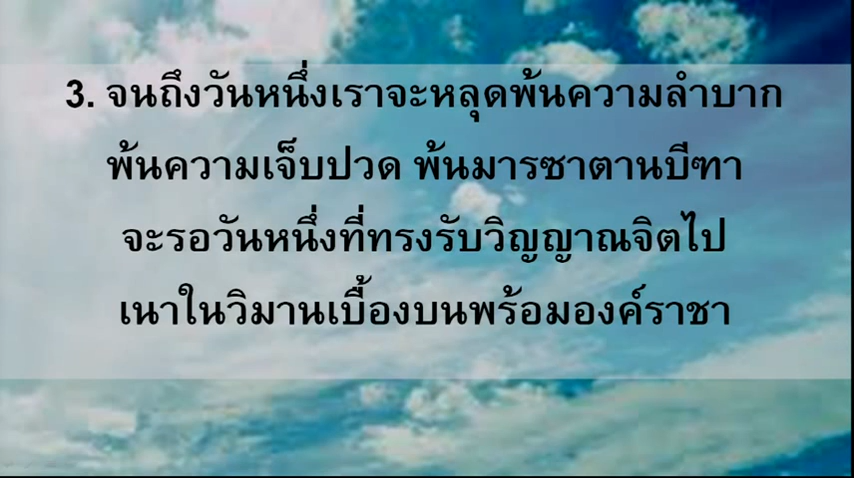 3. จนถึงวันหนึ่งเราจะหลุดพ้นความลำบาก
พ้นความเจ็บปวด พ้นมารซาตานบีฑา
จะรอวันหนึ่งที่ทรงรับวิญญาณจิตไป
เนาในวิมานเบื้องบนพร้อมองค์ราชา